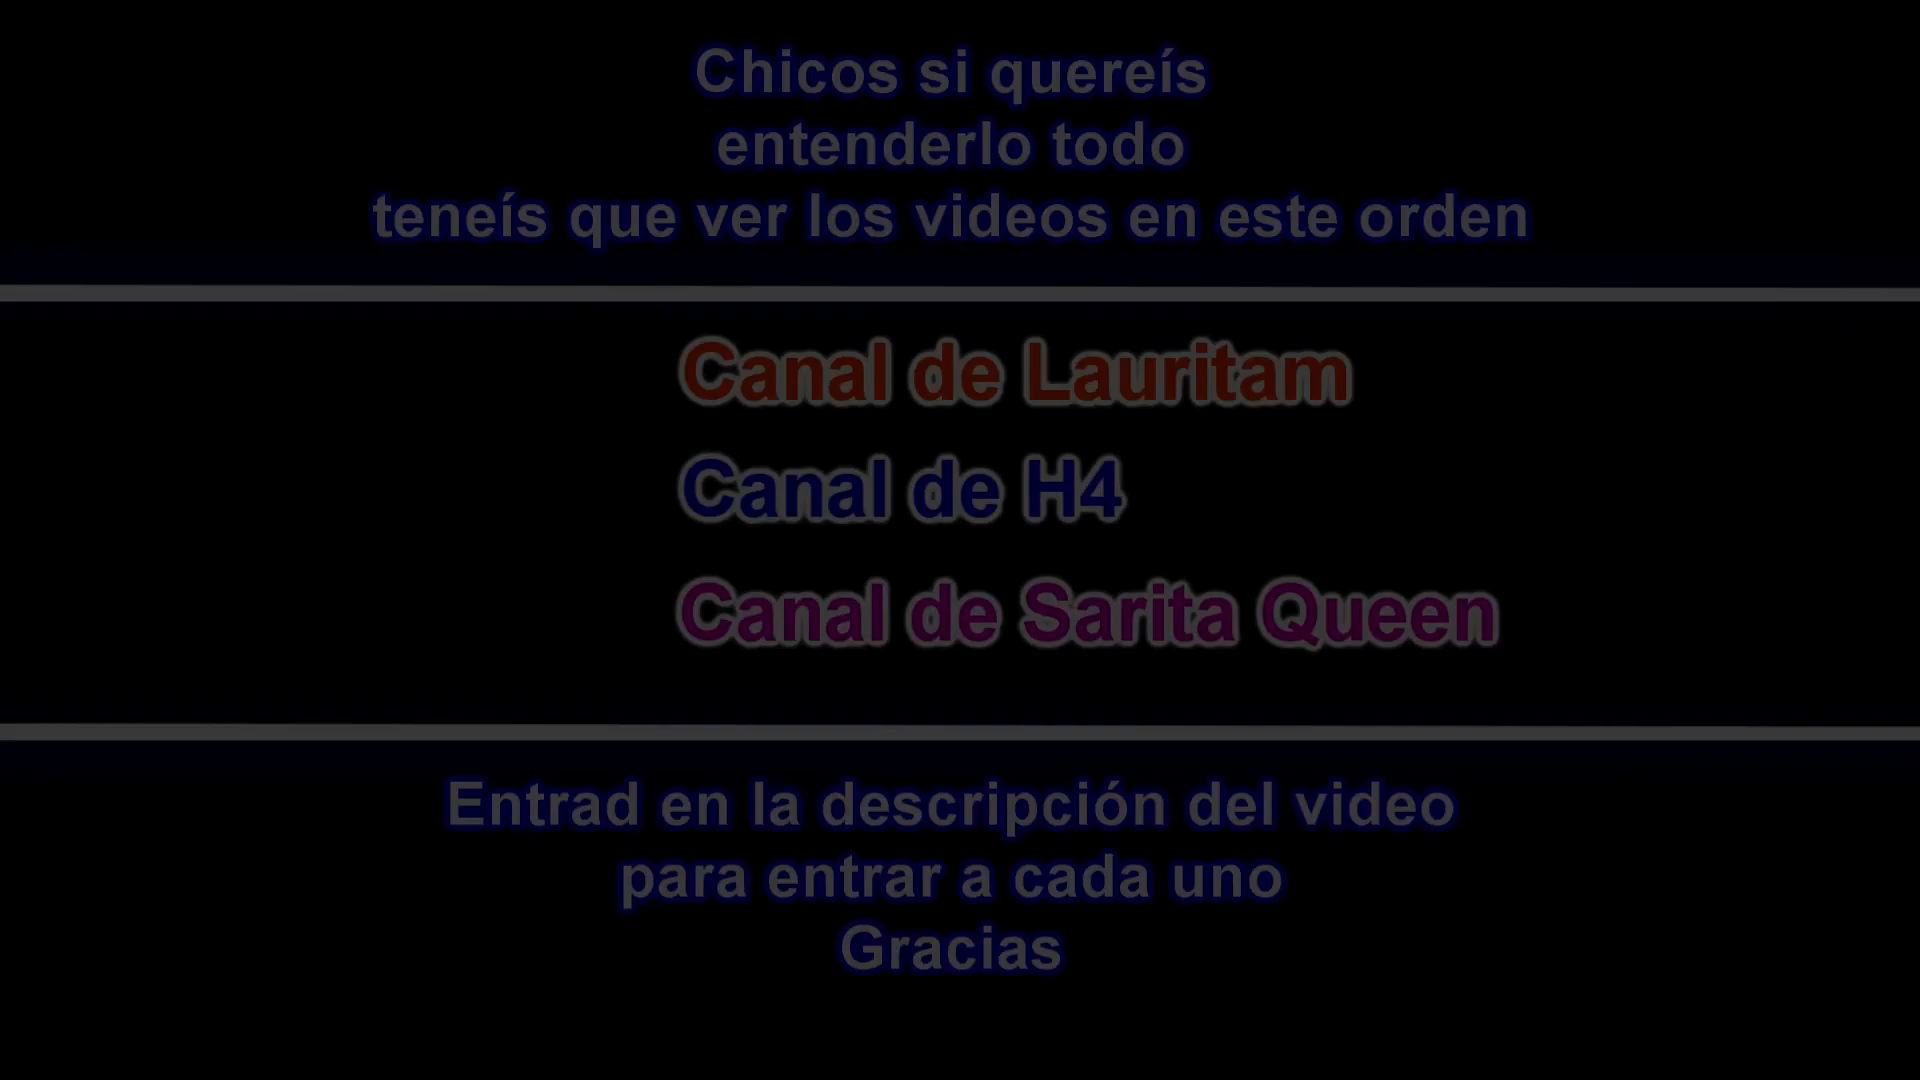 Chicos si quereís
entenderlo todo
teneís que ver los videos en este orden
Canal de Lauritam
Canal de H4
Canal de Sarita Queen
Entrad en la descripción del video
para entrar a cada uno
Gracias